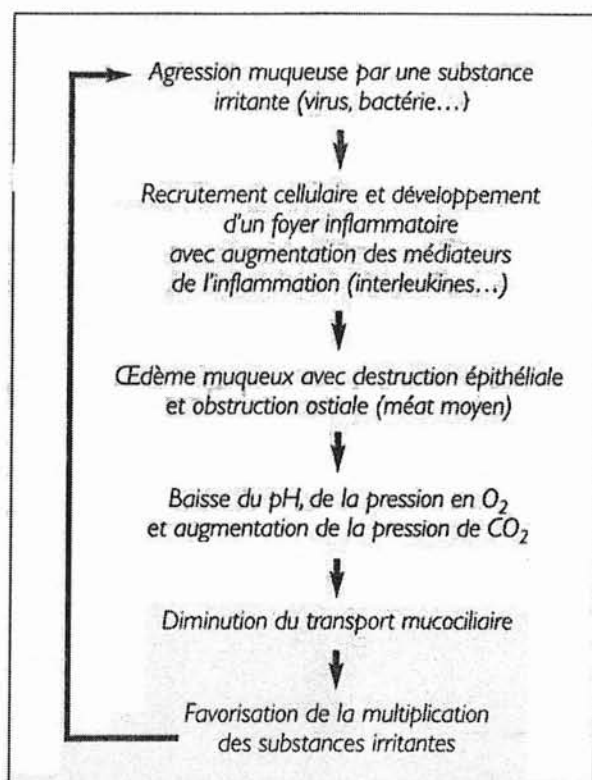 Agression muqueuse par une substance
irritante (virus, bactérie...)
Recrutement cellulaire et développement
d'un foyer inflammatoire
avec augmentation des médiateurs
de l'inflammation (interleukines...)
Œdème muqueux avec destruction épithéliale
et obstruction ostiale (méat moyen)
Baisse du pH, de la pression en O₂
et augmentation de la pression de CO₂
Diminution du transport mucociliaire
Favorisation de la multiplication
des substances irritantes